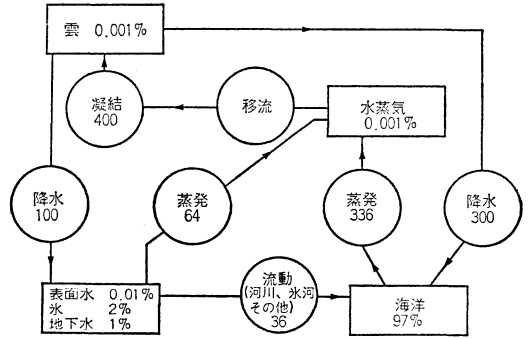 雲 0.001%
凝結
400
移流
水蒸気
0.001%
降水
100
蒸発
64
蒸発
336
降水
300
表面水 0.01%
氷 2%
地下水 1%
流動
(河川、氷河
その他)
36
海洋
97%